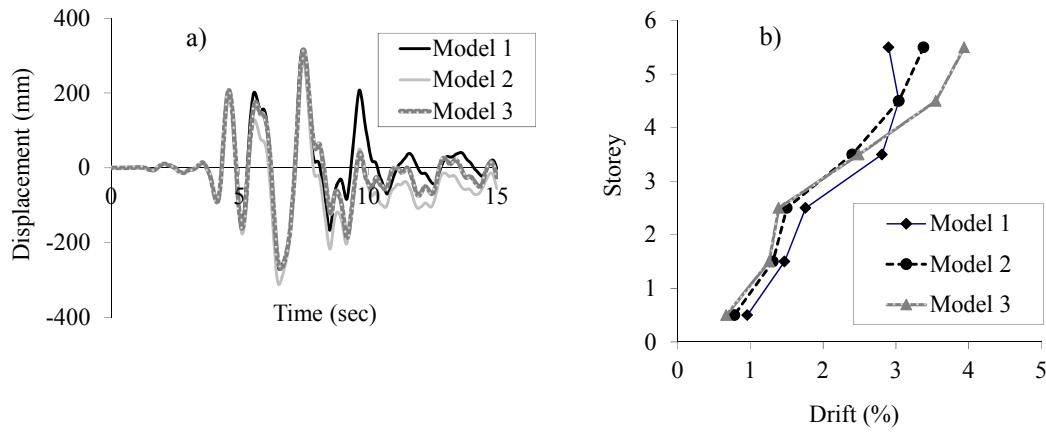 a)
Displacement (mm)
400
200
0
-200
-400
0
5
10
15
Time (sec)
Model 1
Model 2
Model 3
b)
Storey
6
5
4
3
2
1
0
0
1
2
3
4
5
Drift (%)
Model 1
Model 2
Model 3